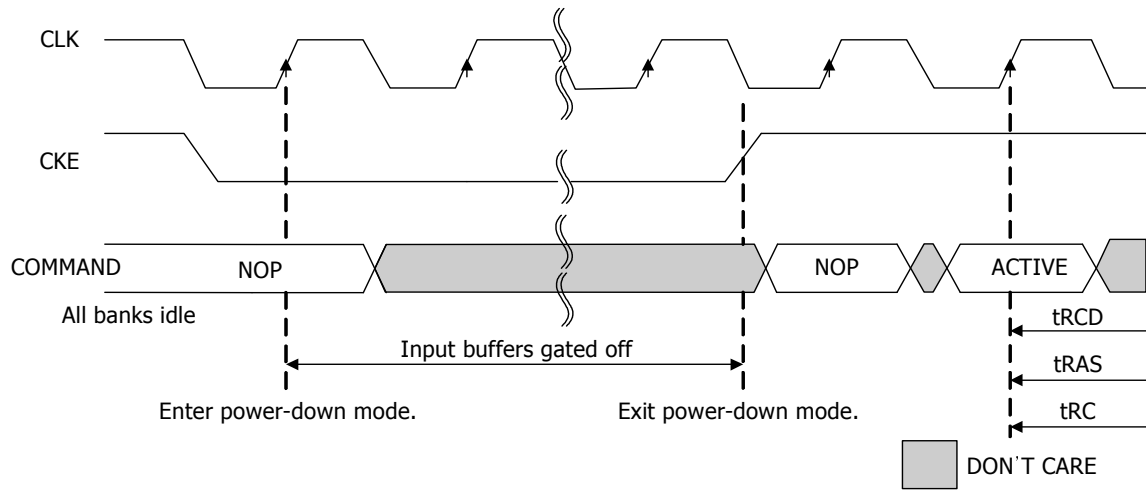 CLK
CKE
COMMAND
NOP
NOP
ACTIVE
All banks idle
tRCD
Input buffers gated off
tRAS
Enter power-down mode.
Exit power-down mode.
tRC
DON'T CARE